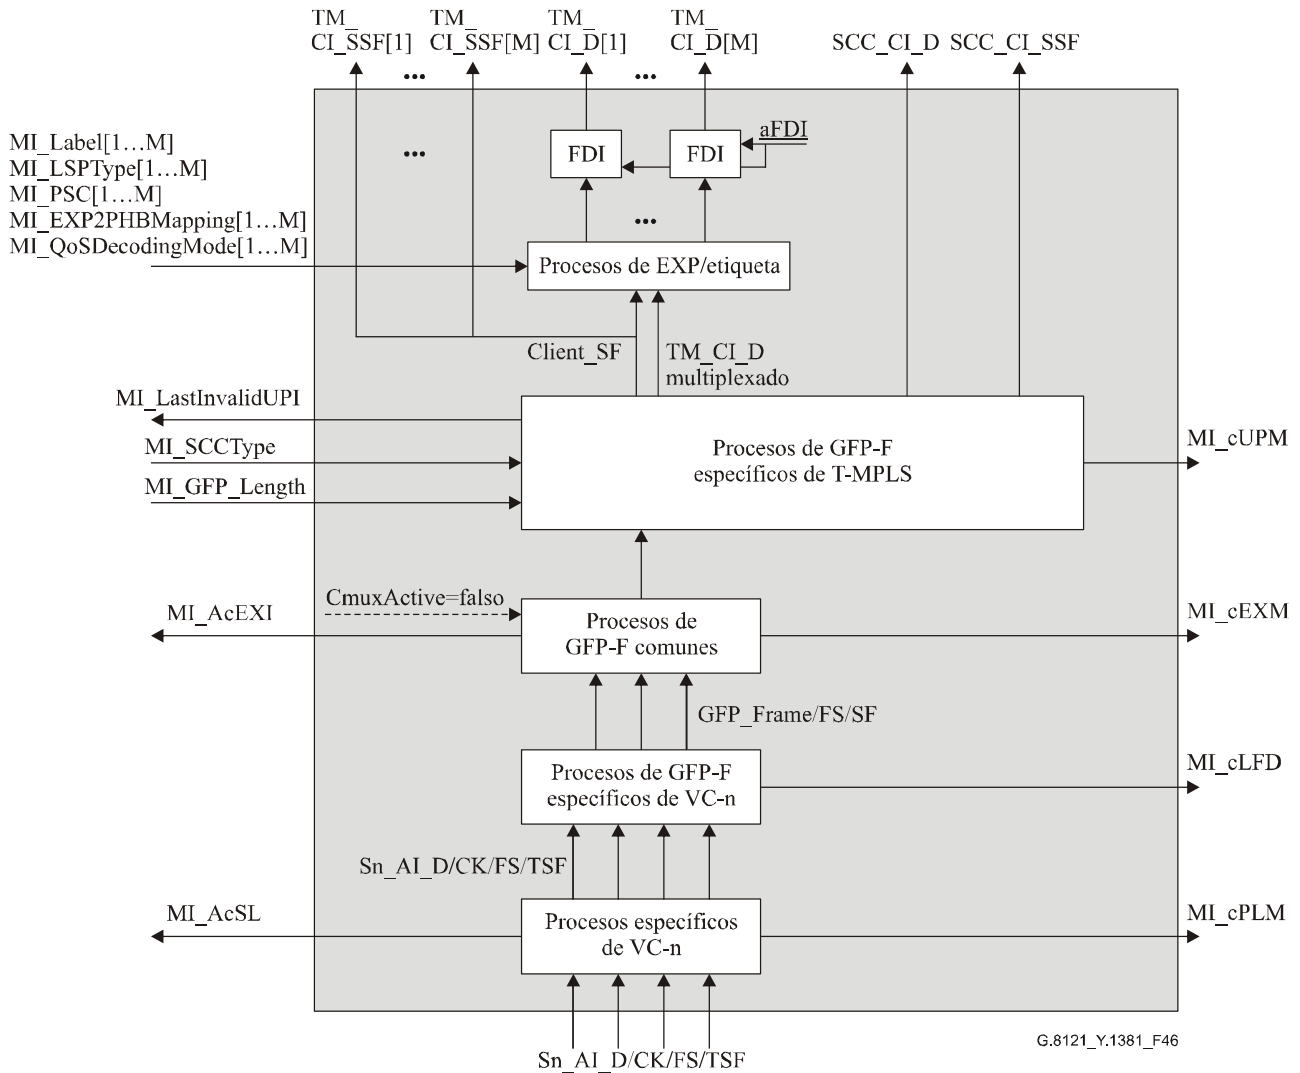 TM_
CI_SSF[1]
TM_
CI_SSF[M]
TM_
CI_D[1]
TM_
CI_D[M]
SCC_CI_D
SCC_CI_SSF
...
...
MI_Label[1…M]
MI_LSPType[1…M]
MI_PSC[1…M]
MI_EXP2PHBMapping[1…M]
MI_QoSDecodingMode[1…M]
...
FDI
FDI
aFDI
...
Procesos de EXP/etiqueta
Client_SF
TM_CI_D
multiplexado
MI_LastInvalidUPI
MI_SCCType
MI_GFP_Length
Procesos de GFP-F
específicos de T-MPLS
MI_cUPM
CmuxActive=falso
MI_AcEXI
Procesos de
GFP-F comunes
MI_cEXM
GFP_Frame/FS/SF
Procesos de GFP-F
específicos de VC-n
MI_cLFD
Sn_AI_D/CK/FS/TSF
MI_AcSL
Procesos específicos
de VC-n
MI_cPLM
Sn_AI_D/CK/FS/TSF
G.8121_Y.1381_F46